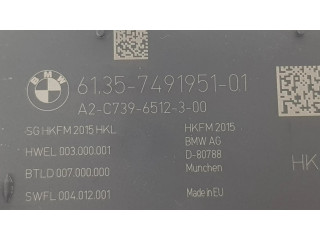 BMW
61.35-7491951-01
A2-C739-6512-3-00
SG HKFM 2015 HKL
HWEL 003.000.001
BTLD 007.000.000
SWFL 004.012.001
HKFM 2015
BMW AG
D-80788
Munchen
Made in EU
HK